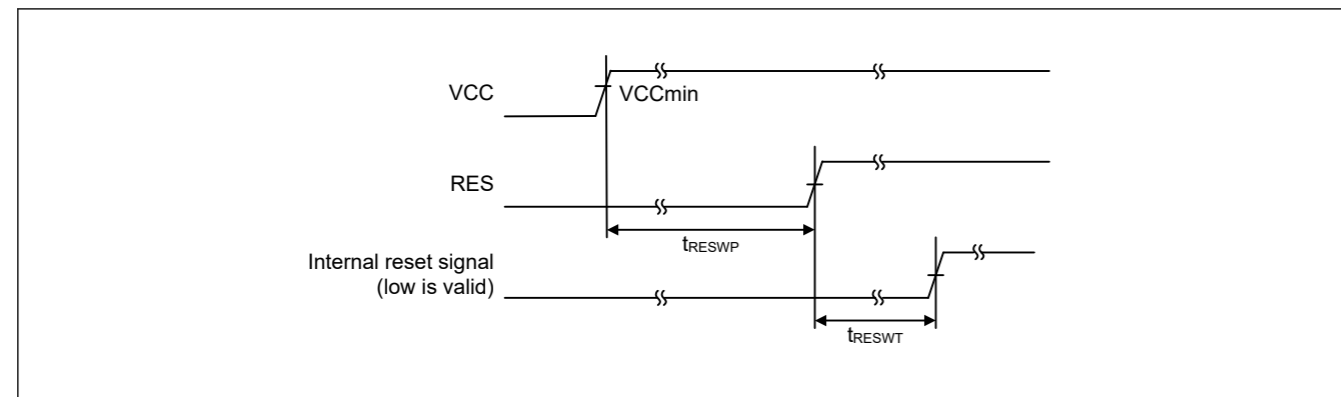 VCC
VCCmin
RES
tRESWP
Internal reset signal
(low is valid)
tRESWT